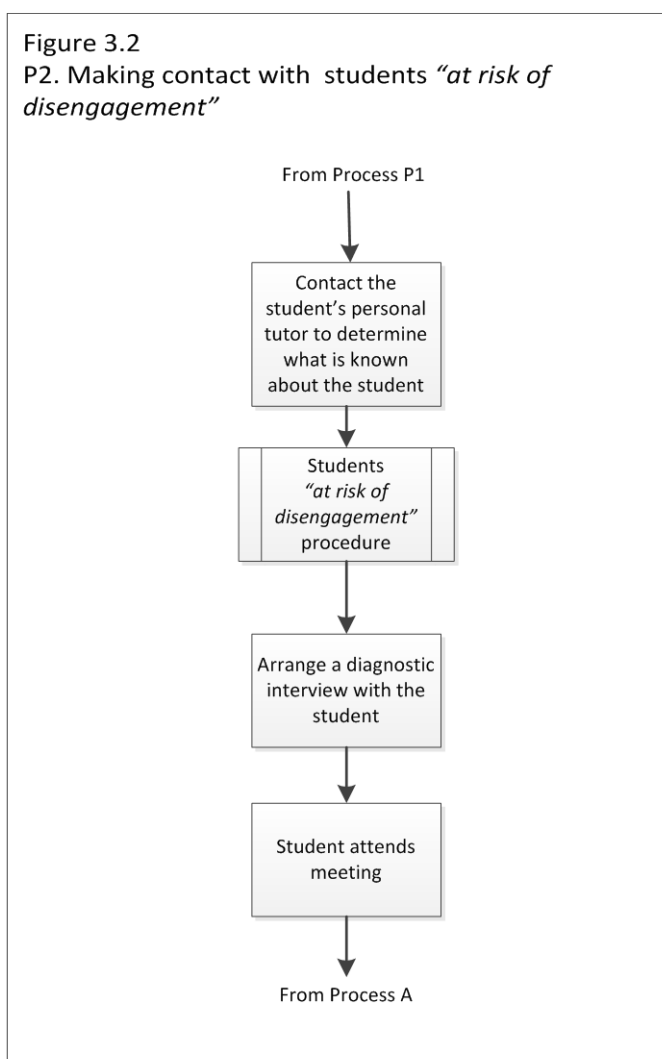 Figure 3.2
P2. Making contact with students “at risk of
disengagement”
From Process P1
Contact the
student’s personal
tutor to determine
what is known
about the student
Students
“at risk of
disengagement”
procedure
Arrange a diagnostic
interview with the
student
Student attends
meeting
From Process A